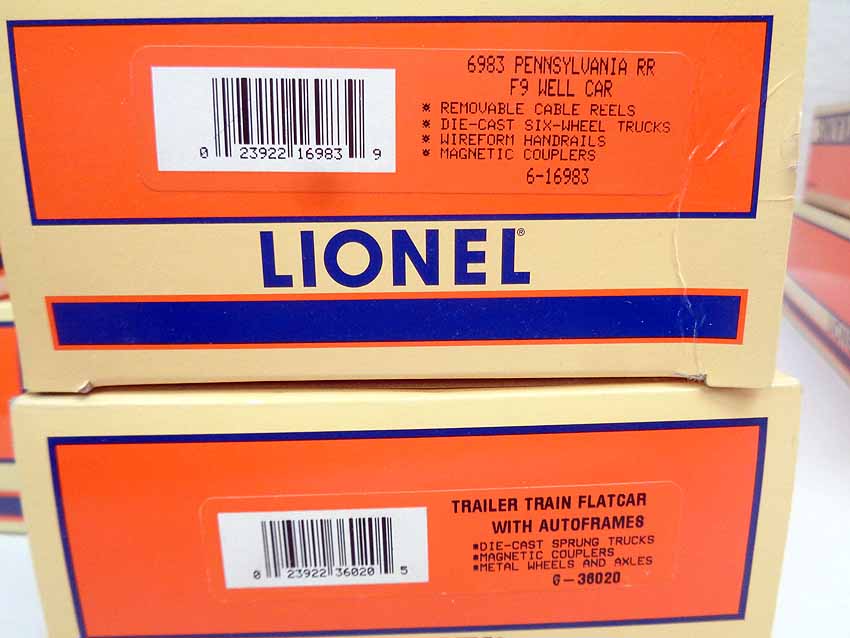 6983 PENNSYLVANIA RR
F9 WELL CAR
* REMOVABLE CABLE REELS
* DIE-CAST SIX-WHEEL TRUCKS
* WIREFORM HANDRAILS
* MAGNETIC COUPLERS
6-16983
0 23922 16983 9
LIONEL®
TRAILER TRAIN FLATCAR
WITH AUTOFRAMES
*DIE-CAST SPRUNG TRUCKS
*MAGNETIC COUPLERS
*METAL WHEELS AND AXLES
6-36020
0 23922 36020 5